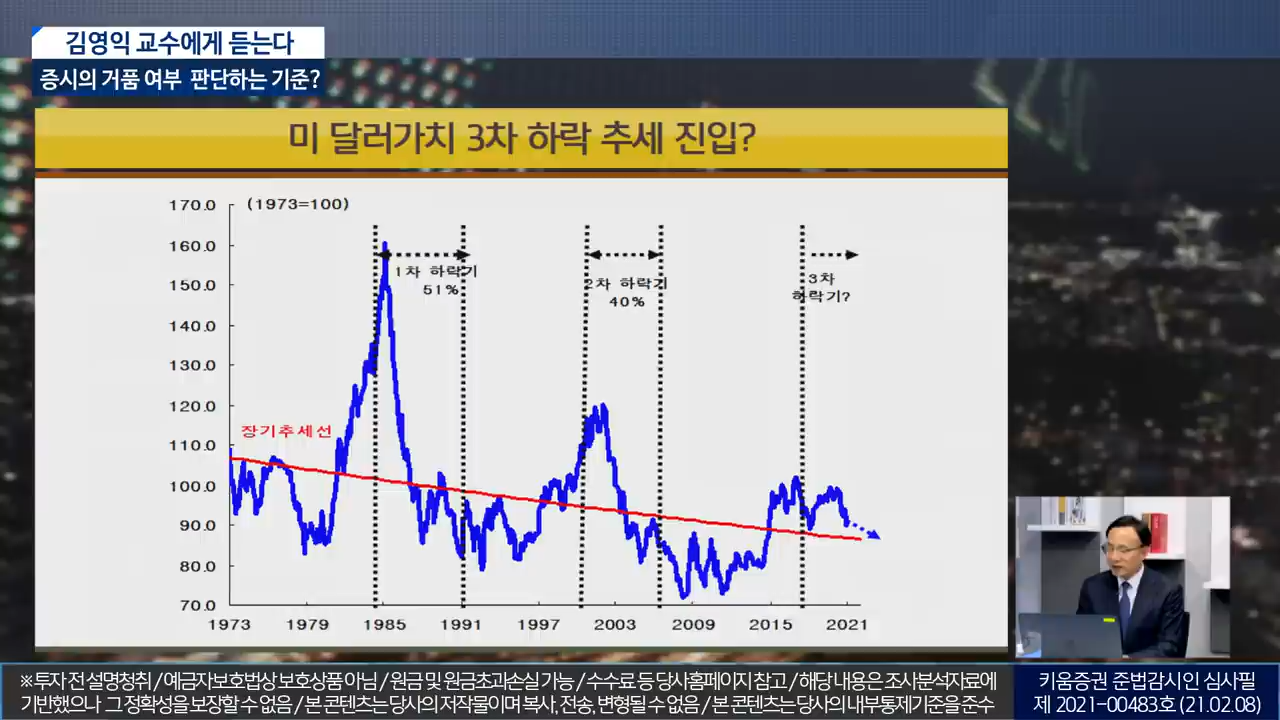 김영익 교수에게 듣는다
증시의 거품 여부 판단하는 기준?
미 달러가치 3차 하락 추세 진입?
170.0
(1973=100)
160.0
150.0
140.0
130.0
120.0
110.0
100.0
90.0
80.0
70.0
1차 하락기
51%
2차 하락기
40%
3차
하락기?
장기추세선
1973
1979
1985
1991
1997
2003
2009
2015
2021
※ 투자 전 설명청취 / 예금자보호법상 보호상품 아님 / 원금 및 원금초과손실 가능 / 수수료 등 당사홈페이지 참고 / 해당 내용은 조사분석자료에
기반했으나 그 정확성을 보장할 수 없음 / 본 콘텐츠는 당사의 저작물이며 복사, 전송, 변형될 수 없음 / 본 콘텐츠는 당사의 내부통제기준을 준수
키움증권 준법감시인 심사필
제 2021-00483호 (21.02.08)